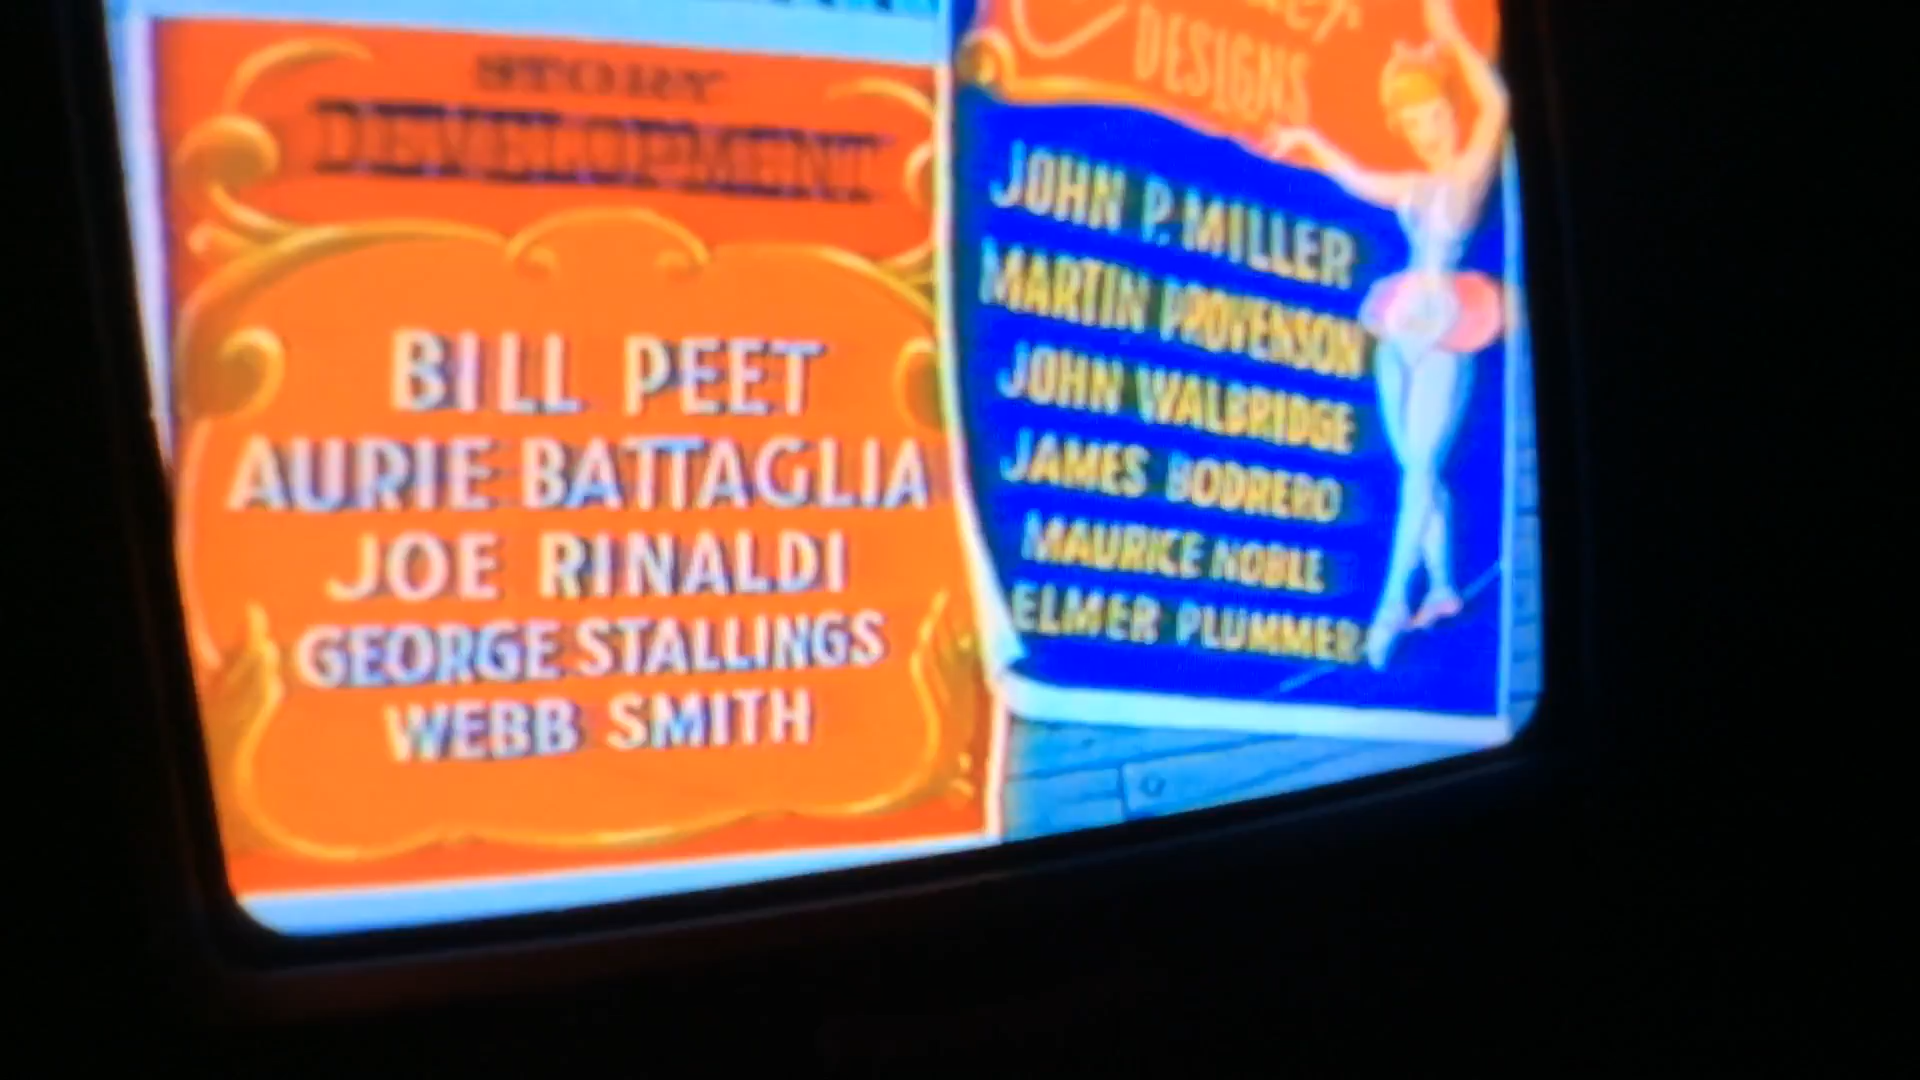 STORY
DEVELOPMENT
BILL PEET
AURIE BATTAGLIA
JOE RINALDI
GEORGE STALLINGS
WEBB SMITH
DESIGNS
JOHN P. MILLER
MARTIN PROVENSON
JOHN WALBRIDGE
JAMES BODRERO
MAURICE NOBLE
ELMER PLUMMER